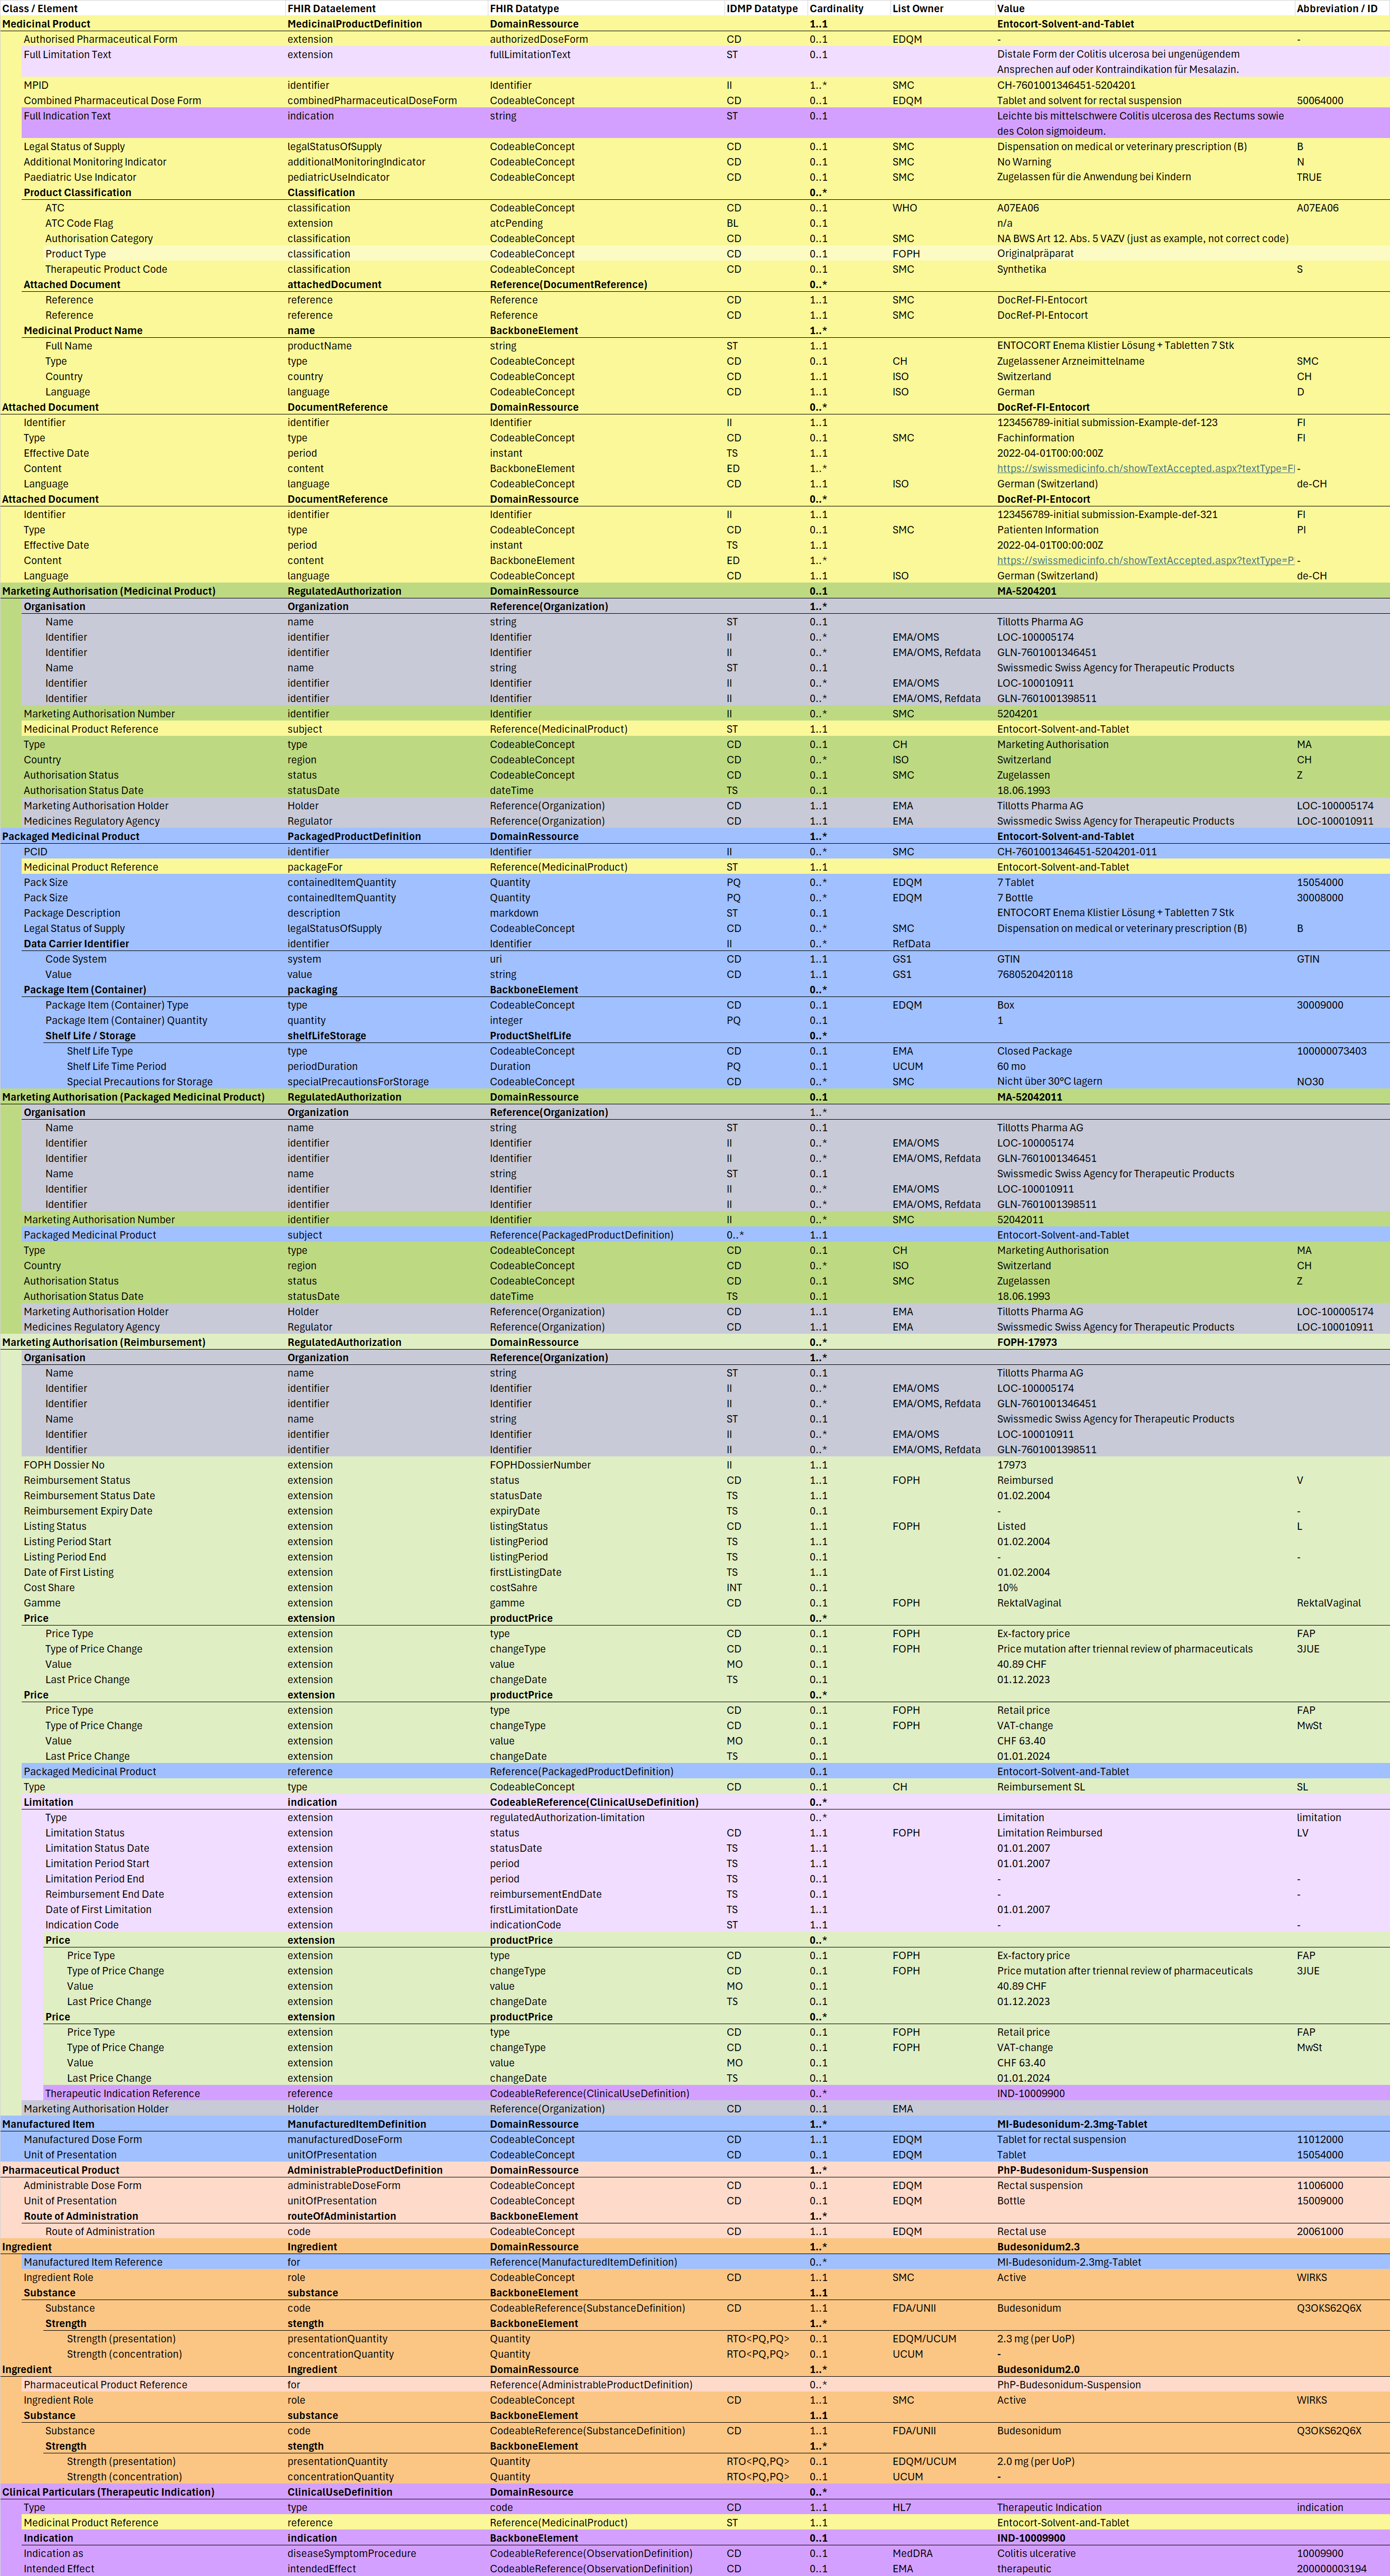 Class / Element FHIR Dataelement FHIR Datatype IDMP Datatype Cardinality List Owner Value Abbreviation / ID
Medicinal Product MedicinalProductDefinition DomainRessource 1..1 Entocort-Solvent-and-Tablet
Authorised Pharmaceutical Form extension authorizedDoseForm CD 0..1 EDQM - -
Full Limitation Text extension fullLimitationText ST 0..1 Distale Form der Colitis ulcerosa bei ungenügendem
Ansprechen auf oder Kontraindikation für Mesalazin.
MPID identifier Identifier II 1..* SMC CH-7601001346451-5204201
Combined Pharmaceutical Dose Form combinedPharmaceuticalDoseForm CodeableConcept CD 0..1 EDQM Tablet and solvent for rectal suspension 50064000
Full Indication Text indication string ST 0..1 Leichte bis mittelschwere Colitis ulcerosa des Rectums sowie
des Colon sigmoideum.
Legal Status of Supply legalStatusOfSupply CodeableConcept CD 0..1 SMC Dispensation on medical or veterinary prescription (B) B
Additional Monitoring Indicator additionalMonitoringIndicator CodeableConcept CD 0..1 SMC No Warning N
Paediatric Use Indicator pediatricUseIndicator CodeableConcept CD 0..1 SMC Zugelassen für die Anwendung bei Kindern TRUE
Product Classification Classification 0..*
ATC classification CodeableConcept CD 0..1 WHO A07EA06 A07EA06
ATC Code Flag extension atcPending BL 0..1 n/a
Authorisation Category classification CodeableConcept CD 0..1 SMC NA BWS Art 12. Abs. 5 VAZV (just as example, not correct code)
Product Type classification CodeableConcept CD 0..1 FOPH Originalpräparat
Therapeutic Product Code classification CodeableConcept CD 0..1 SMC Synthetika S
Attached Document attachedDocument Reference(DocumentReference) 0..*
Reference reference Reference CD 1..1 SMC DocRef-FI-Entocort
Reference reference Reference CD 1..1 SMC DocRef-PI-Entocort
Medicinal Product Name name BackboneElement 1..*
Full Name productName string ST 1..1 ENTOCORT Enema Klistier Lösung + Tabletten 7 Stk
Type type CodeableConcept CD 0..1 CH Zugelassener Arzneimittelname SMC
Country country CodeableConcept CD 1..1 ISO Switzerland CH
Language language CodeableConcept CD 1..1 ISO German D
Attached Document DocumentReference DomainRessource 0..* DocRef-FI-Entocort
Identifier identifier Identifier II 1..1 123456789-initial submission-Example-def-123 FI
Type type CodeableConcept CD 0..1 SMC Fachinformation FI
Effective Date period instant TS 1..1 2022-04-01T00:00:00Z
Content content BackboneElement ED 1..* https://swissmedicinfo.ch/showTextAccepted.aspx?textType=FI -
Language language CodeableConcept CD 1..1 ISO German (Switzerland) de-CH
Attached Document DocumentReference DomainRessource 0..* DocRef-PI-Entocort
Identifier identifier Identifier II 1..1 123456789-initial submission-Example-def-321 FI
Type type CodeableConcept CD 0..1 SMC Patienten Information PI
Effective Date period instant TS 1..1 2022-04-01T00:00:00Z
Content content BackboneElement ED 1..* https://swissmedicinfo.ch/showTextAccepted.aspx?textType=P -
Language language CodeableConcept CD 1..1 ISO German (Switzerland) de-CH
Marketing Authorisation (Medicinal Product) RegulatedAuthorization DomainRessource 0..1 MA-5204201
Organisation Organization Reference(Organization) 1..*
Name name string ST 0..1 Tillotts Pharma AG
Identifier identifier Identifier II 0..* EMA/OMS LOC-100005174
Identifier identifier Identifier II 0..* EMA/OMS, Refdata GLN-7601001346451
Name name string ST 0..1 Swissmedic Swiss Agency for Therapeutic Products
Identifier identifier Identifier II 0..* EMA/OMS LOC-100010911
Identifier identifier Identifier II 0..* EMA/OMS, Refdata GLN-7601001398511
Marketing Authorisation Number identifier Identifier II 0..* SMC 5204201
Medicinal Product Reference subject Reference(MedicinalProduct) ST 1..1 Entocort-Solvent-and-Tablet
Type type CodeableConcept CD 0..1 CH Marketing Authorisation MA
Country region CodeableConcept CD 0..* ISO Switzerland CH
Authorisation Status status CodeableConcept CD 0..1 SMC Zugelassen Z
Authorisation Status Date statusDate dateTime TS 0..1 18.06.1993
Marketing Authorisation Holder Holder Reference(Organization) CD 1..1 EMA Tillotts Pharma AG LOC-100005174
Medicines Regulatory Agency Regulator Reference(Organization) CD 1..1 EMA Swissmedic Swiss Agency for Therapeutic Products LOC-100010911
Packaged Medicinal Product PackagedProductDefinition DomainRessource 1..* Entocort-Solvent-and-Tablet
PCID identifier Identifier II 0..* SMC CH-7601001346451-5204201-011
Medicinal Product Reference packageFor Reference(MedicinalProduct) ST 1..1 Entocort-Solvent-and-Tablet
Pack Size containedItemQuantity Quantity PQ 0..* EDQM 7 Tablet 15054000
Pack Size containedItemQuantity Quantity PQ 0..* EDQM 7 Bottle 30008000
Package Description description markdown ST 0..1 ENTOCORT Enema Klistier Lösung + Tabletten 7 Stk
Legal Status of Supply legalStatusOfSupply CodeableConcept CD 0..* SMC Dispensation on medical or veterinary prescription (B) B
Data Carrier Identifier identifier Identifier II 0..* RefData
Code System system uri CD 1..1 GS1 GTIN GTIN
Value value string CD 1..1 GS1 7680520420118
Package Item (Container) packaging BackboneElement 0..*
Package Item (Container) Type type CodeableConcept CD 0..1 EDQM Box 30009000
Package Item (Container) Quantity quantity integer PQ 0..1 1
Shelf Life / Storage shelfLifeStorage ProductShelfLife 0..*
Shelf Life Type type CodeableConcept CD 0..1 EMA Closed Package 100000073403
Shelf Life Time Period periodDuration Duration PQ 0..1 UCUM 60 mo
Special Precautions for Storage specialPrecautionsForStorage CodeableConcept CD 0..* SMC Nicht über 30°C lagern NO30
Marketing Authorisation (Packaged Medicinal Product) RegulatedAuthorization DomainRessource 0..1 MA-52042011
Organisation Organization Reference(Organization) 1..*
Name name string ST 0..1 Tillotts Pharma AG
Identifier identifier Identifier II 0..* EMA/OMS LOC-100005174
Identifier identifier Identifier II 0..* EMA/OMS, Refdata GLN-7601001346451
Name name string ST 0..1 Swissmedic Swiss Agency for Therapeutic Products
Identifier identifier Identifier II 0..* EMA/OMS LOC-100010911
Identifier identifier Identifier II 0..* EMA/OMS, Refdata GLN-7601001398511
Marketing Authorisation Number identifier Identifier II 0..* SMC 52042011
Packaged Medicinal Product subject Reference(PackagedProductDefinition) 0..* 1..1 Entocort-Solvent-and-Tablet
Type type CodeableConcept CD 0..1 CH Marketing Authorisation MA
Country region CodeableConcept CD 0..* ISO Switzerland CH
Authorisation Status status CodeableConcept CD 0..1 SMC Zugelassen Z
Authorisation Status Date statusDate dateTime TS 0..1 18.06.1993
Marketing Authorisation Holder Holder Reference(Organization) CD 1..1 EMA Tillotts Pharma AG LOC-100005174
Medicines Regulatory Agency Regulator Reference(Organization) CD 1..1 EMA Swissmedic Swiss Agency for Therapeutic Products LOC-100010911
Marketing Authorisation (Reimbursement) RegulatedAuthorization DomainRessource 0..* FOPH-17973
Organisation Organization Reference(Organization) 1..*
Name name string ST 0..1 Tillotts Pharma AG
Identifier identifier Identifier II 0..* EMA/OMS LOC-100005174
Identifier identifier Identifier II 0..* EMA/OMS, Refdata GLN-7601001346451
Name name string ST 0..1 Swissmedic Swiss Agency for Therapeutic Products
Identifier identifier Identifier II 0..* EMA/OMS LOC-100010911
Identifier identifier Identifier II 0..* EMA/OMS, Refdata GLN-7601001398511
FOPH Dossier No extension FOPHDossierNumber II 1..1 17973
Reimbursement Status extension status CD 1..1 FOPH Reimbursed V
Reimbursement Status Date extension statusDate TS 1..1 01.02.2004
Reimbursement Expiry Date extension expiryDate TS 0..1 - -
Listing Status extension listingStatus CD 1..1 FOPH Listed L
Listing Period Start extension listingPeriod TS 1..1 01.02.2004
Listing Period End extension listingPeriod TS 0..1 - -
Date of First Listing extension firstListingDate TS 1..1 01.02.2004
Cost Share extension costSahre INT 0..1 10%
Gamme extension gamme CD 0..1 FOPH RektalVaginal RektalVaginal
Price extension productPrice 0..*
Price Type extension type CD 0..1 FOPH Ex-factory price FAP
Type of Price Change extension changeType CD 0..1 FOPH Price mutation after triennal review of pharmaceuticals 3JUE
Value extension value MO 0..1 40.89 CHF
Last Price Change extension changeDate TS 0..1 01.12.2023
Price extension productPrice 0..*
Price Type extension type CD 0..1 FOPH Retail price FAP
Type of Price Change extension changeType CD 0..1 FOPH VAT-change MwSt
Value extension value MO 0..1 CHF 63.40
Last Price Change extension changeDate TS 0..1 01.01.2024
Packaged Medicinal Product reference Reference(PackagedProductDefinition) 0..1 Entocort-Solvent-and-Tablet
Type type CodeableConcept CD 0..1 CH Reimbursement SL SL
Limitation indication CodeableReference(ClinicalUseDefinition) 0..*
Type extension regulatedAuthorization-limitation 0..* Limitation limitation
Limitation Status extension status CD 1..1 FOPH Limitation Reimbursed LV
Limitation Status Date extension statusDate TS 1..1 01.01.2007
Limitation Period Start extension period TS 1..1 01.01.2007
Limitation Period End extension period TS 0..1 - -
Reimbursement End Date extension reimbursementEndDate TS 0..1 - -
Date of First Limitation extension firstLimitationDate TS 1..1 01.01.2007
Indication Code extension indicationCode ST 1..1 - -
Price extension productPrice 0..*
Price Type extension type CD 0..1 FOPH Ex-factory price FAP
Type of Price Change extension changeType CD 0..1 FOPH Price mutation after triennal review of pharmaceuticals 3JUE
Value extension value MO 0..1 40.89 CHF
Last Price Change extension changeDate TS 0..1 01.12.2023
Price extension productPrice 0..*
Price Type extension type CD 0..1 FOPH Retail price FAP
Type of Price Change extension changeType CD 0..1 FOPH VAT-change MwSt
Value extension value MO 0..1 CHF 63.40
Last Price Change extension changeDate TS 0..1 01.01.2024
Therapeutic Indication Reference reference CodeableReference(ClinicalUseDefinition) 0..* IND-10009900
Marketing Authorisation Holder Holder Reference(Organization) CD 0..1 EMA
Manufactured Item ManufacturedItemDefinition DomainRessource 1..* MI-Budesonidum-2.3mg-Tablet
Manufactured Dose Form manufacturedDoseForm CodeableConcept CD 1..1 EDQM Tablet for rectal suspension 11012000
Unit of Presentation unitOfPresentation CodeableConcept CD 0..1 EDQM Tablet 15054000
Pharmaceutical Product AdministrableProductDefinition DomainRessource 1..* PhP-Budesonidum-Suspension
Administrable Dose Form administrableDoseForm CodeableConcept CD 0..1 EDQM Rectal suspension 11006000
Unit of Presentation unitOfPresentation CodeableConcept CD 0..1 EDQM Bottle 15009000
Route of Administration routeOfAdministartion BackboneElement 1..*
Route of Administration code CodeableConcept CD 1..1 EDQM Rectal use 20061000
Ingredient Ingredient DomainRessource 1..* Budesonidum2.3
Manufactured Item Reference for Reference(ManufacturedItemDefinition) 0..* MI-Budesonidum-2.3mg-Tablet
Ingredient Role role CodeableConcept CD 1..1 SMC Active WIRKS
Substance substance BackboneElement 1..1
Substance code CodeableReference(SubstanceDefinition) CD 1..1 FDA/UNII Budesonidum Q3OKS62Q6X
Strength stength BackboneElement 1..*
Strength (presentation) presentationQuantity Quantity RTO<PQ,PQ> 0..1 EDQM/UCUM 2.3 mg (per UoP)
Strength (concentration) concentrationQuantity Quantity RTO<PQ,PQ> 0..1 UCUM -
Ingredient Ingredient DomainRessource 1..* Budesonidum2.0
Pharmaceutical Product Reference for Reference(AdministrableProductDefinition) 0..* PhP-Budesonidum-Suspension
Ingredient Role role CodeableConcept CD 1..1 SMC Active WIRKS
Substance substance BackboneElement 1..1
Substance code CodeableReference(SubstanceDefinition) CD 1..1 FDA/UNII Budesonidum Q3OKS62Q6X
Strength stength BackboneElement 1..*
Strength (presentation) presentationQuantity Quantity RTO<PQ,PQ> 0..1 EDQM/UCUM 2.0 mg (per UoP)
Strength (concentration) concentrationQuantity Quantity RTO<PQ,PQ> 0..1 UCUM -
Clinical Particulars (Therapeutic Indication) ClinicalUseDefinition DomainResource 0..*
Type type code CD 1..1 HL7 Therapeutic Indication indication
Medicinal Product Reference reference Reference(MedicinalProduct) ST 1..1 Entocort-Solvent-and-Tablet
Indication indication BackboneElement 0..1 IND-10009900
Indication as diseaseSymptomProcedure CodeableReference(ObservationDefinition) CD 0..1 MedDRA Colitis ulcerative 10009900
Intended Effect intendedEffect CodeableReference(ObservationDefinition) CD 0..1 EMA therapeutic 200000003194